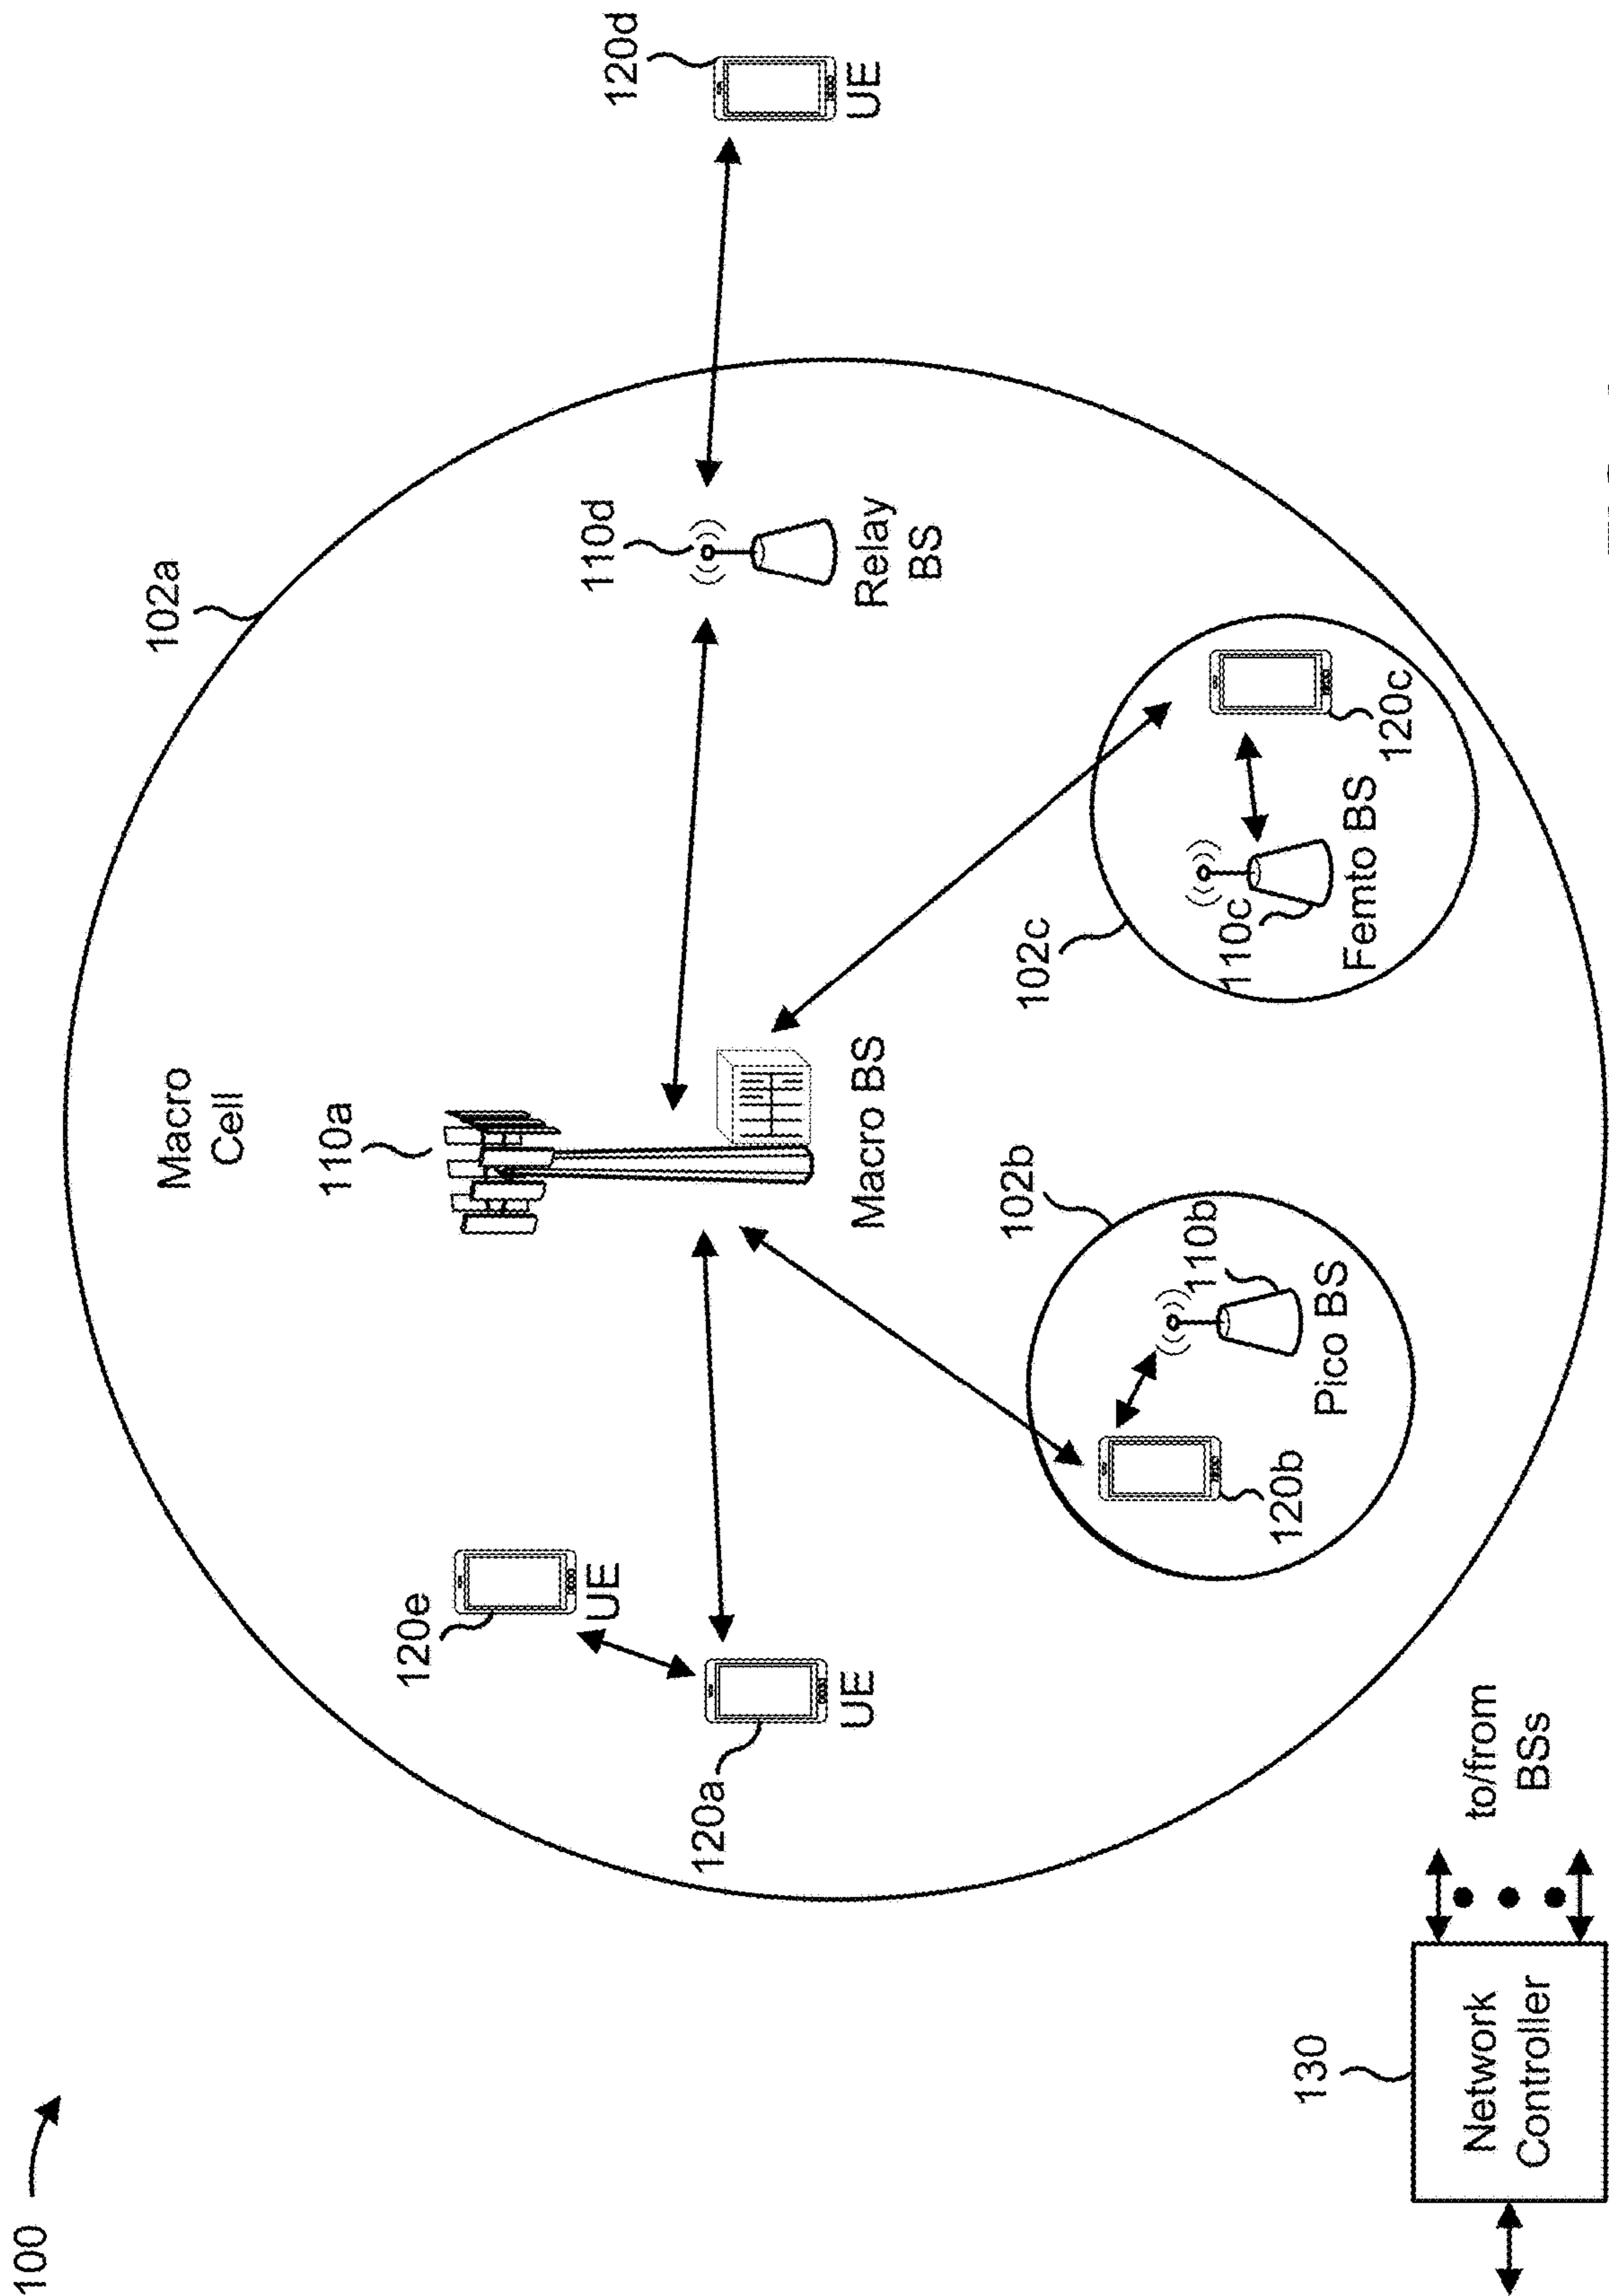 100
102a
Macro
Cell
110a
120e
UE
120a
UE
110d
Relay
BS
120d
UE
Macro BS
102b
110b
Pico BS
120b
102c
110c
Femto BS
120c
130
Network
Controller
to/from
BSs